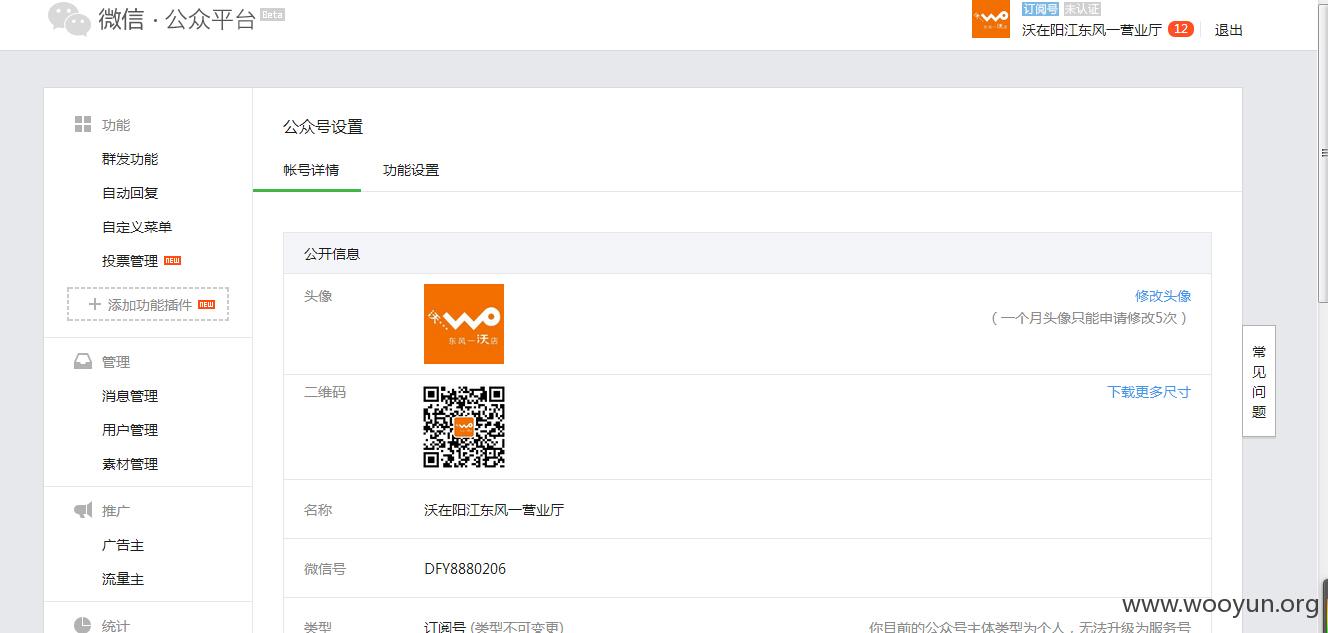 微信·公众平台 Beta
订阅号 未认证
沃在阳江东风一营业厅 12 退出
功能
群发功能
自动回复
自定义菜单
投票管理 NEW
添加功能插件 NEW
管理
消息管理
用户管理
素材管理
推广
广告主
流量主
统计
公众号设置
帐号详情 功能设置
公开信息
头像
沃... WO
东风一沃店
修改头像
（一个月头像只能申请修改5次）
二维码
下载更多尺寸
名称 沃在阳江东风一营业厅
微信号 DFY8880206
类型 订阅号 (类型不可变更) 你目前的公众号主体类型为个人，无法升级为服务号
常见问题
www.wooyun.org